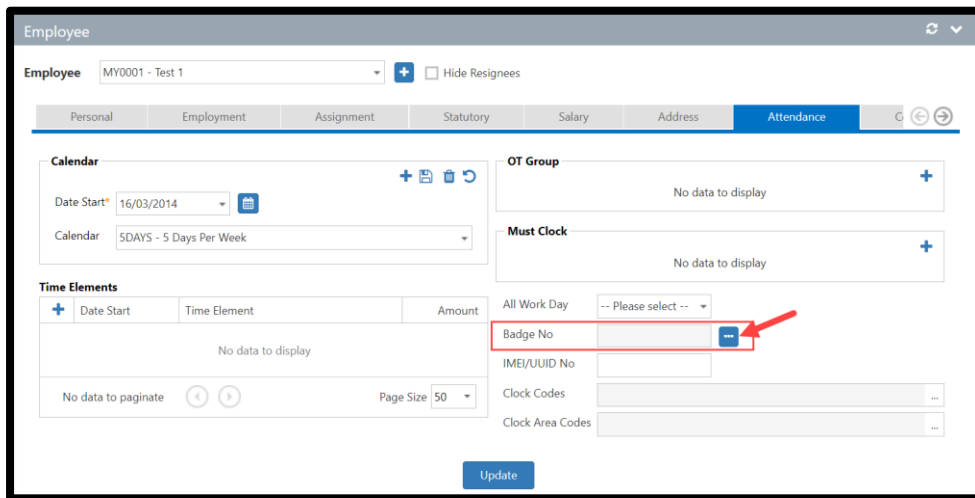 Employee
Employee MY0001 - Test 1 Hide Resignees
Personal Employment Assignment Statutory Salary Address Attendance
Calendar
Date Start* 16/03/2014
Calendar 5DAYS - 5 Days Per Week
Time Elements
Date Start Time Element Amount
No data to display
No data to paginate Page Size 50
OT Group
No data to display
Must Clock
No data to display
All Work Day -- Please select --
Badge No ...
IMEI/UUID No
Clock Codes ...
Clock Area Codes ...
Update